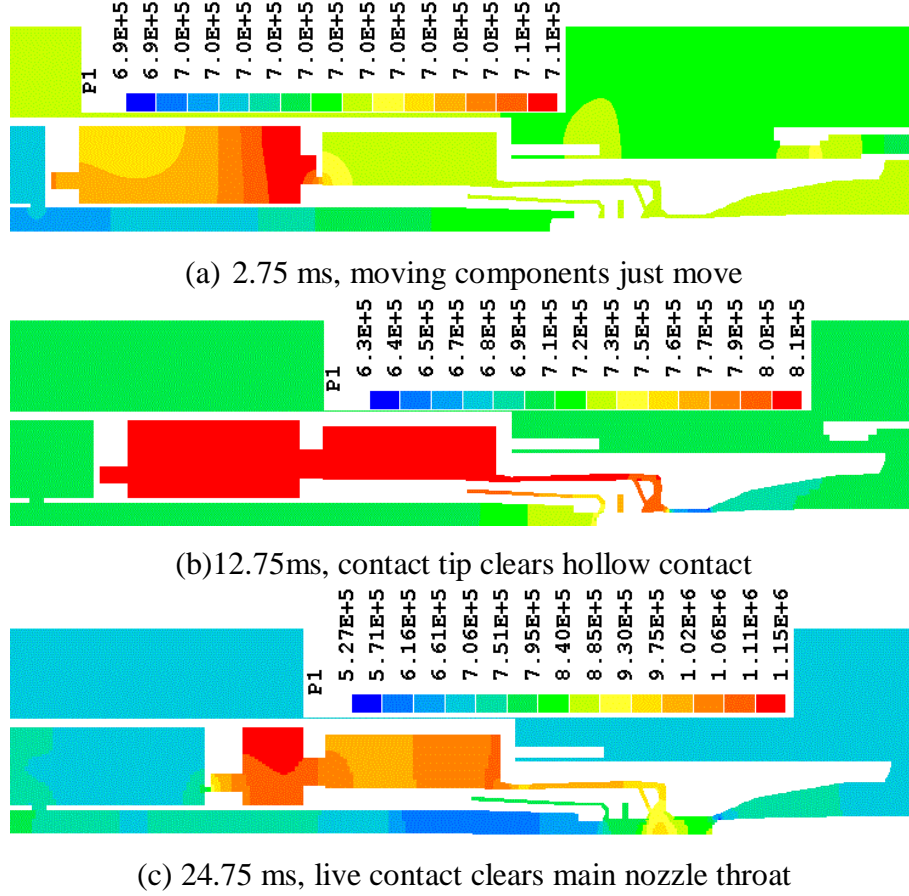 P1
6.9E+5
6.9E+5
7.0E+5
7.0E+5
7.0E+5
7.0E+5
7.0E+5
7.0E+5
7.0E+5
7.0E+5
7.0E+5
7.0E+5
7.0E+5
7.1E+5
7.1E+5
(a) 2.75 ms, moving components just move
P1
6.3E+5
6.4E+5
6.5E+5
6.7E+5
6.8E+5
6.9E+5
7.1E+5
7.2E+5
7.3E+5
7.5E+5
7.6E+5
7.7E+5
7.9E+5
8.0E+5
8.1E+5
(b)12.75ms, contact tip clears hollow contact
P1
5.27E+5
5.71E+5
6.16E+5
6.61E+5
7.06E+5
7.51E+5
7.95E+5
8.40E+5
8.85E+5
9.30E+5
9.75E+5
1.02E+6
1.06E+6
1.11E+6
1.15E+6
(c) 24.75 ms, live contact clears main nozzle throat